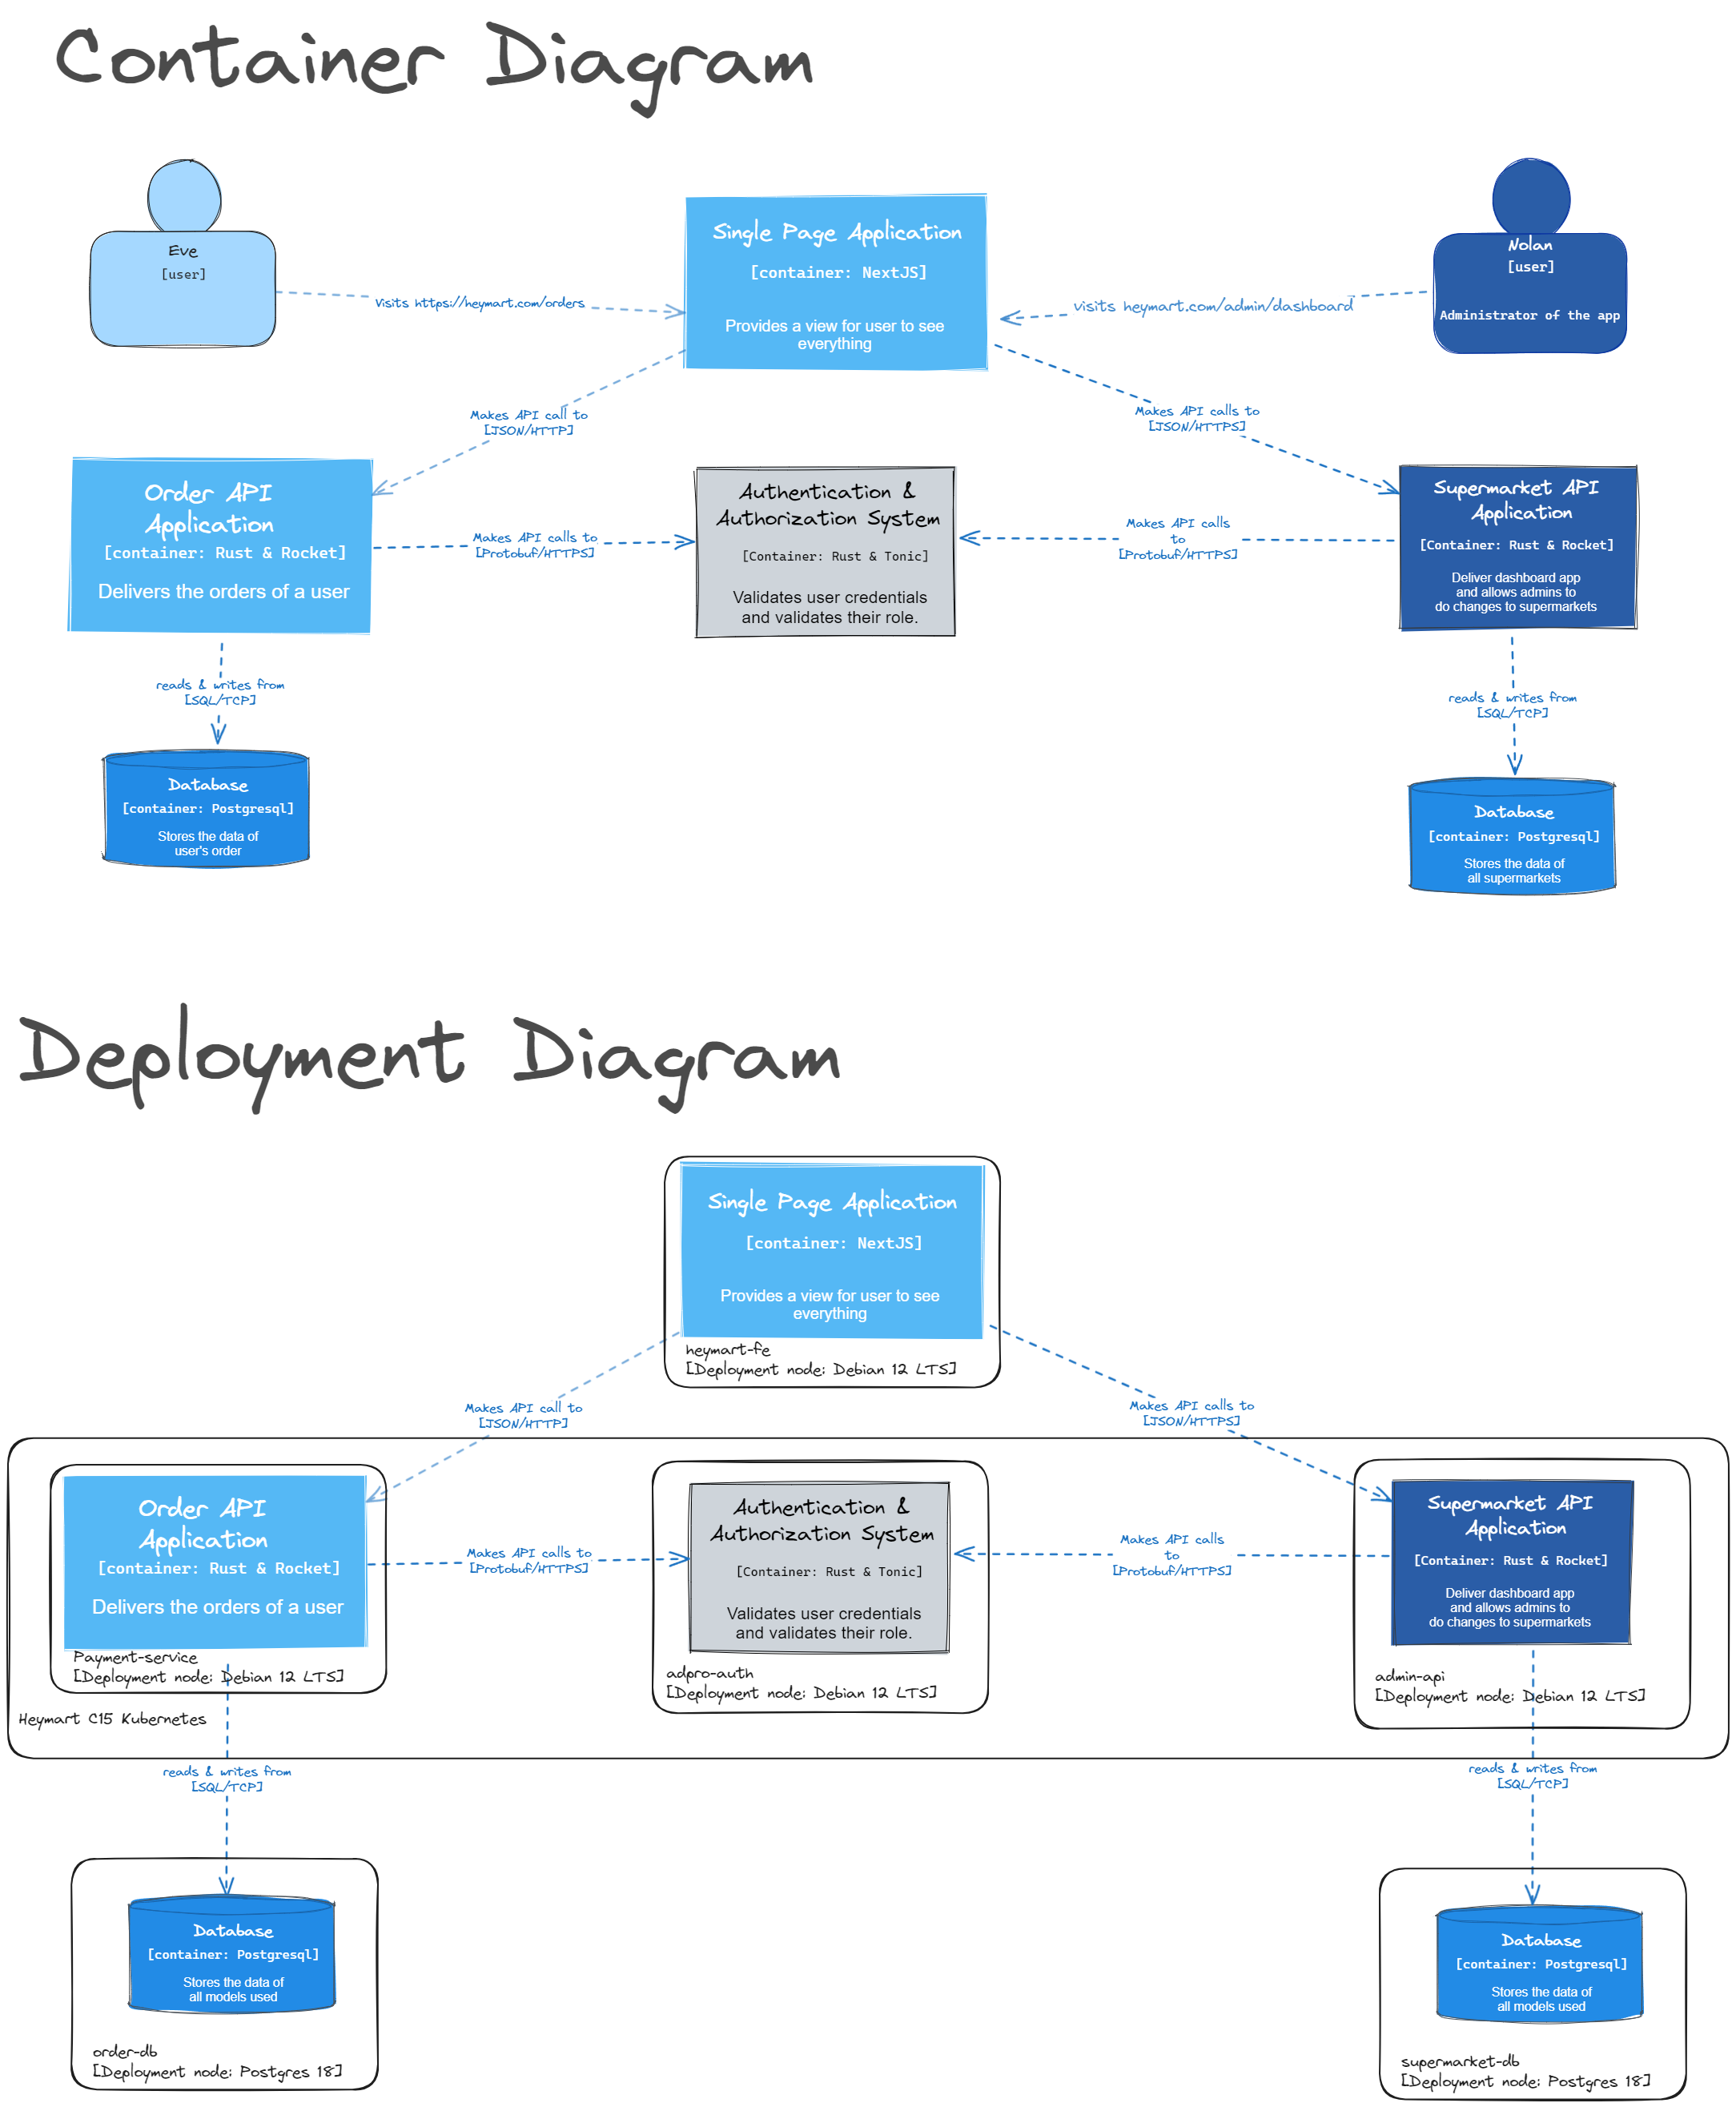 Container Diagram
Eve
[user]
Visits https://heymart.com/orders
Single Page Application
[container: NextJS]
Provides a view for user to see
everything
visits heymart.com/admin/dashboard
Nolan
[user]
Administrator of the app
Makes API call to
[JSON/HTTP]
Makes API calls to
[JSON/HTTPS]
Order API
Application
[container: Rust & Rocket]
Delivers the orders of a user
Makes API calls to
[Protobuf/HTTPS]
Authentication &
Authorization System
[Container: Rust & Tonic]
Validates user credentials
and validates their role.
Makes API calls
to
[Protobuf/HTTPS]
Supermarket API
Application
[Container: Rust & Rocket]
Deliver dashboard app
and allows admins to
do changes to supermarkets
reads & writes from
[SQL/TCP]
reads & writes from
[SQL/TCP]
Database
[container: Postgresql]
Stores the data of
user's order
Database
[container: Postgresql]
Stores the data of
all supermarkets
Deployment Diagram
Single Page Application
[container: NextJS]
Provides a view for user to see
everything
heymart-fe
[Deployment node: Debian 12 LTS]
Makes API call to
[JSON/HTTP]
Makes API calls to
[JSON/HTTPS]
Order API
Application
[container: Rust & Rocket]
Delivers the orders of a user
Payment-service
[Deployment node: Debian 12 LTS]
Makes API calls to
[Protobuf/HTTPS]
Authentication &
Authorization System
[Container: Rust & Tonic]
Validates user credentials
and validates their role.
adpro-auth
[Deployment node: Debian 12 LTS]
Makes API calls
to
[Protobuf/HTTPS]
Supermarket API
Application
[Container: Rust & Rocket]
Deliver dashboard app
and allows admins to
do changes to supermarkets
admin-api
[Deployment node: Debian 12 LTS]
Heymart C15 Kubernetes
reads & writes from
[SQL/TCP]
reads & writes from
[SQL/TCP]
Database
[container: Postgresql]
Stores the data of
all models used
order-db
[Deployment node: Postgres 18]
Database
[container: Postgresql]
Stores the data of
all models used
supermarket-db
[Deployment node: Postgres 18]